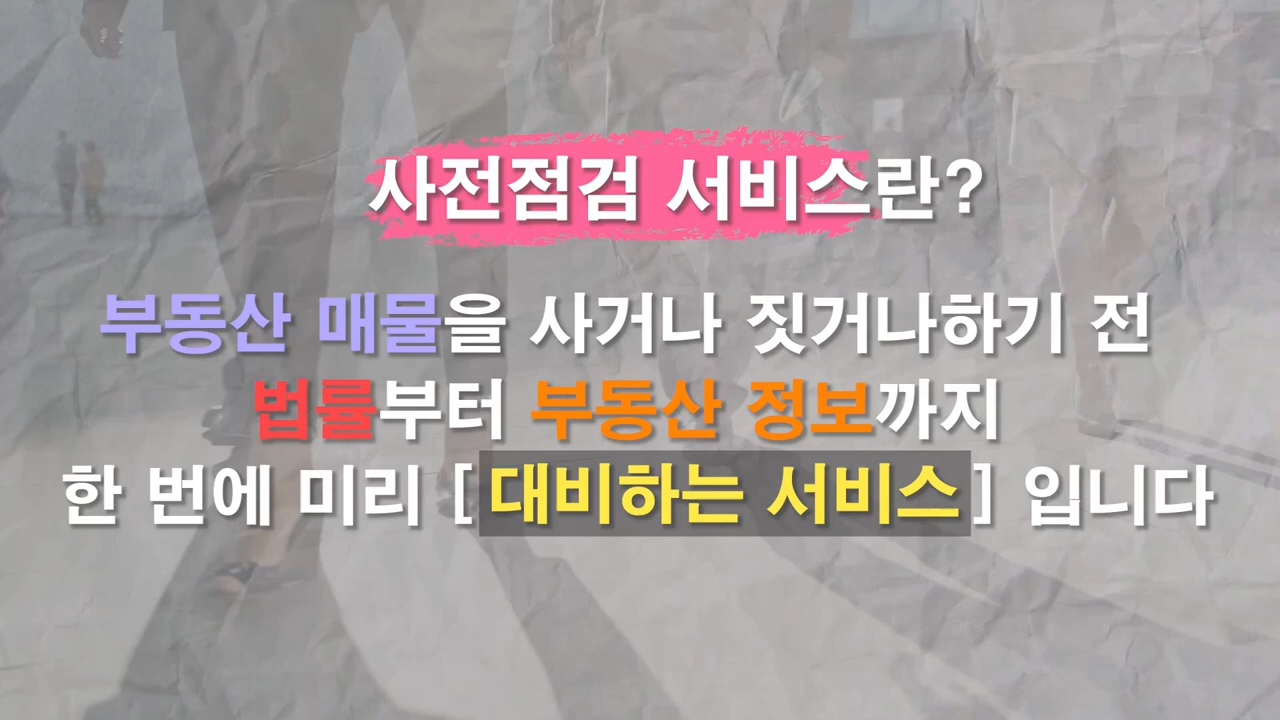 사전점검 서비스란?
부동산 매물을 사거나 짓거나하기 전
법률부터 부동산 정보까지
한 번에 미리 [대비하는 서비스] 입니다